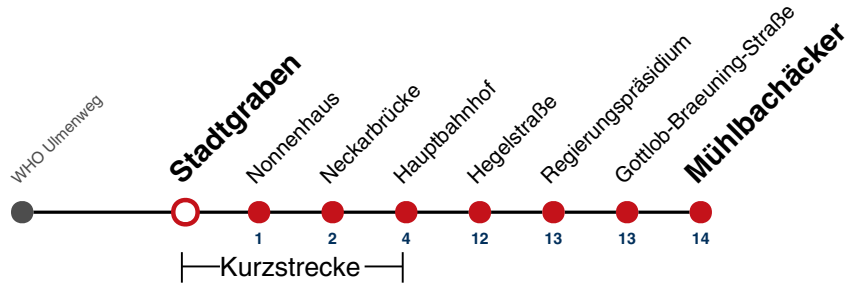 WHO Ulmenweg
Stadtgraben
Nonnenhaus
Neckarbrücke
Hauptbahnhof
Hegelstraße
Regierungspräsidium
Gottlob-Braeuning-Straße
Mühlbachäcker
1 2 4 12 13 13 14
Kurzstrecke